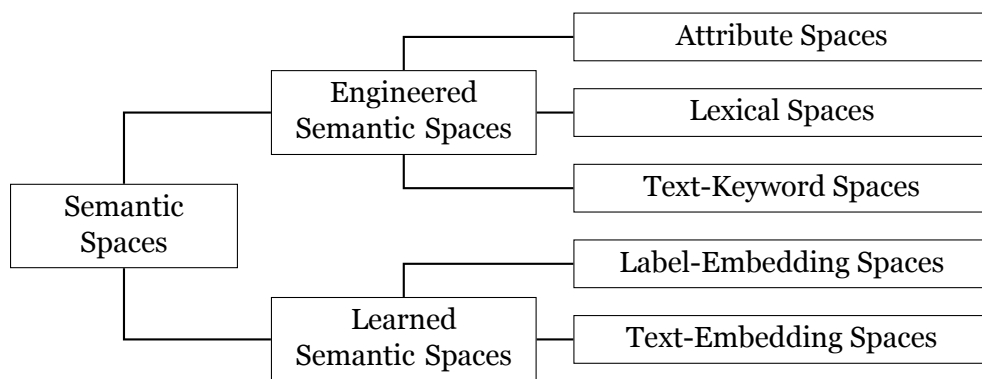 Semantic
Spaces
Engineered
Semantic Spaces
Attribute Spaces
Lexical Spaces
Text-Keyword Spaces
Learned
Semantic Spaces
Label-Embedding Spaces
Text-Embedding Spaces